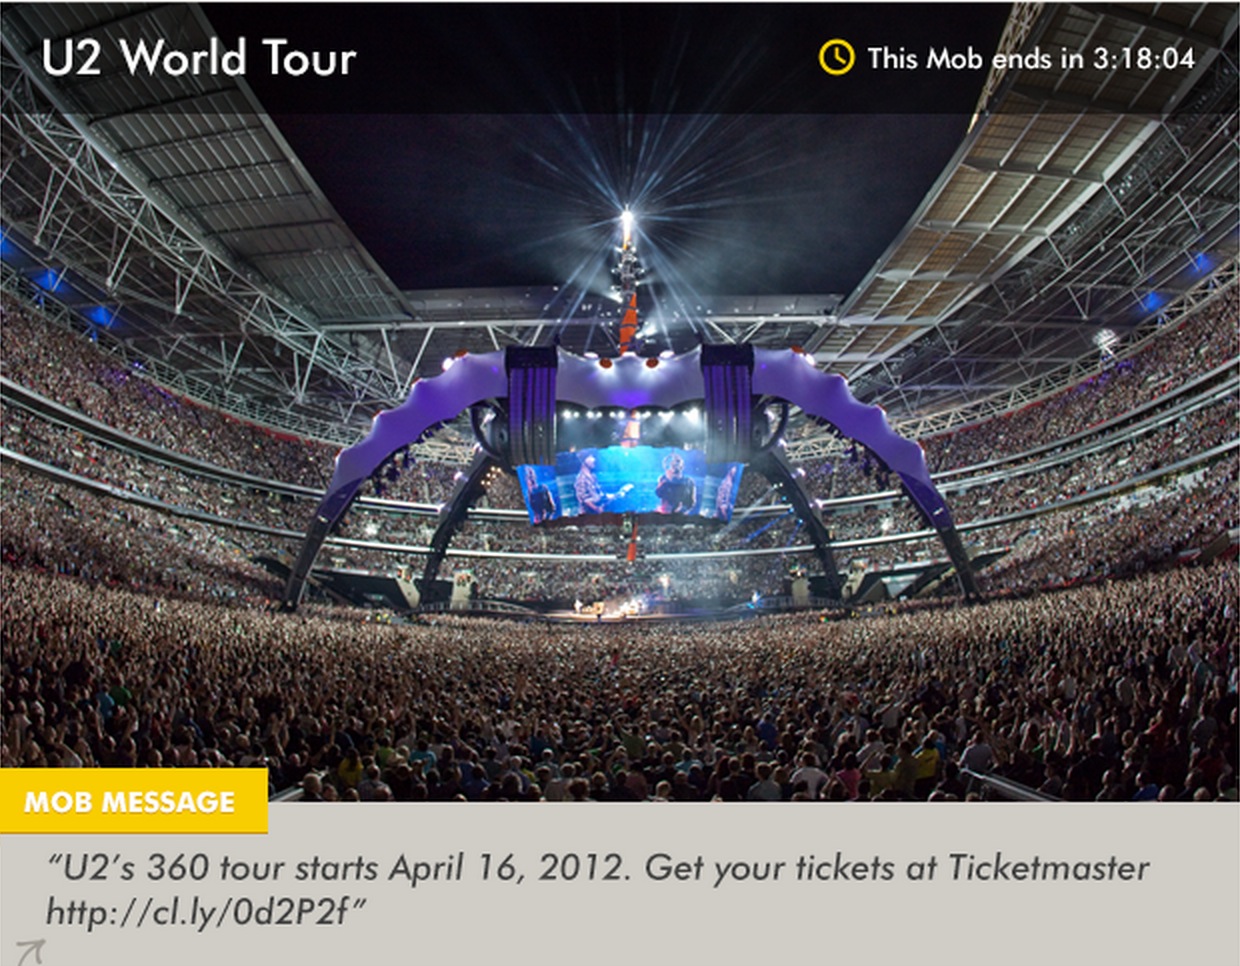 U2 World Tour
This Mob ends in 3:18:04
MOB MESSAGE
“U2’s 360 tour starts April 16, 2012. Get your tickets at Ticketmaster
http://cl.ly/0d2P2f”